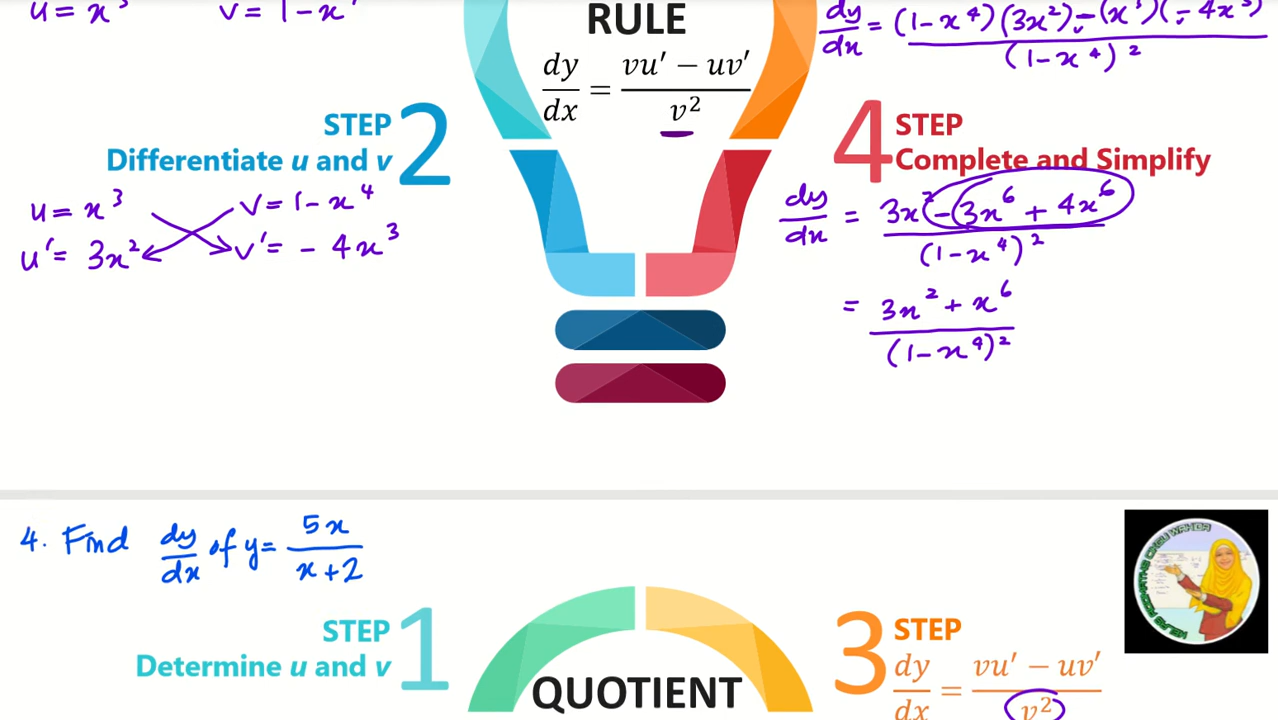 u = x³ v = 1 - x⁴
RULE
dy/dx = (vu′ − uv′)/v²
dy/dx = ((1-x⁴)(3x²) - (x³)(-4x³))/(1-x⁴)²
STEP 2
Differentiate u and v
u = x³ v = 1 - x⁴
u′ = 3x² v′ = -4x³
4 STEP
Complete and Simplify
dy/dx = (3x² - 3x⁶ + 4x⁶)/(1-x⁴)²
= (3x² + x⁶)/(1-x⁴)²
4. Find dy/dx of y = 5x/(x+2)
STEP 1
Determine u and v
QUOTIENT
3 STEP
dy/dx = (vu′ − uv′)/v²